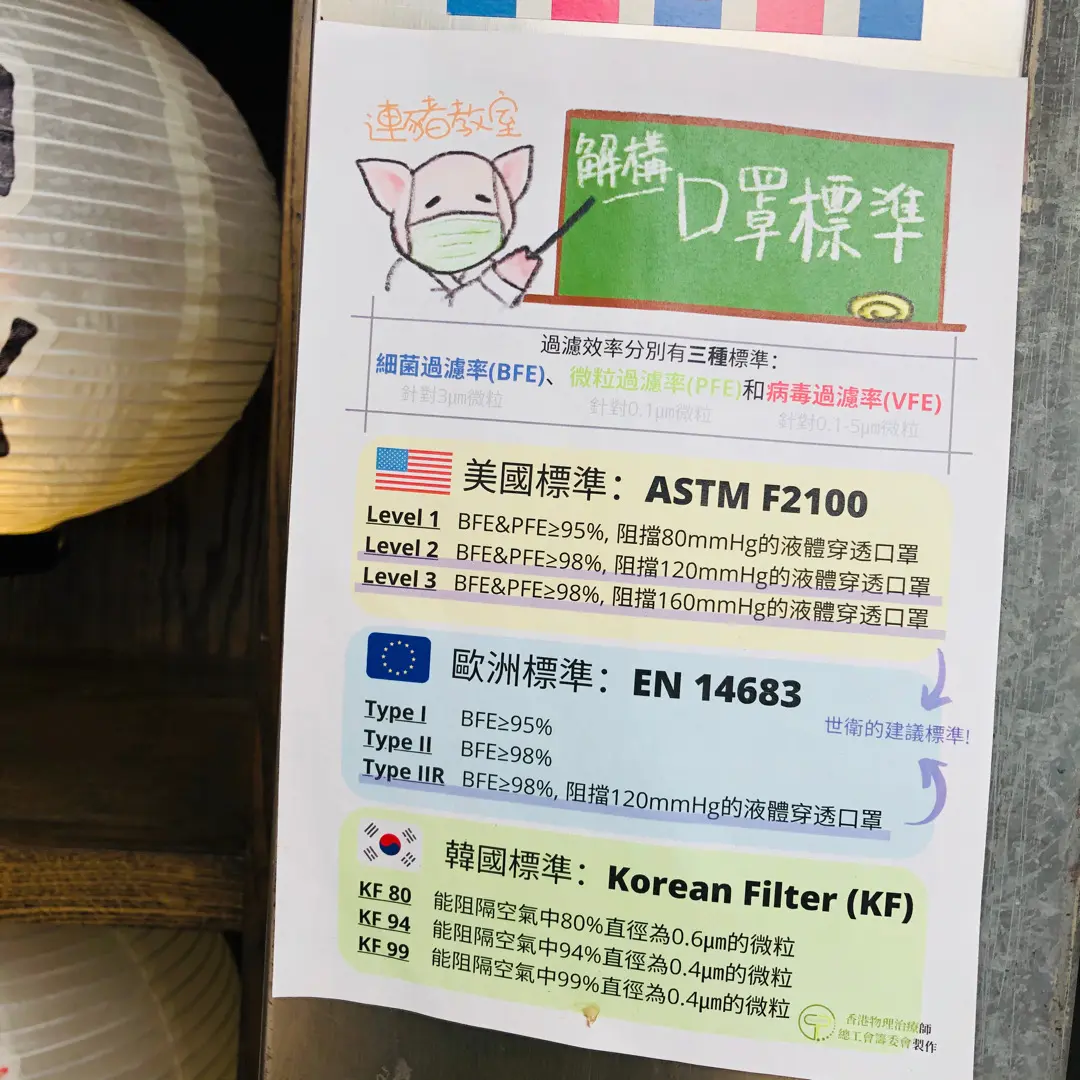 連豬教室
解構
口罩標準
過濾效率分別有三種標準：
細菌過濾率(BFE)、微粒過濾率(PFE)和病毒過濾率(VFE)
針對3μm微粒 針對0.1μm微粒 針對0.1-5μm微粒
美國標準：ASTM F2100
Level 1 BFE&PFE≥95%, 阻擋80mmHg的液體穿透口罩
Level 2 BFE&PFE≥98%, 阻擋120mmHg的液體穿透口罩
Level 3 BFE&PFE≥98%, 阻擋160mmHg的液體穿透口罩
歐洲標準：EN 14683
世衛的建議標準!
Type I BFE≥95%
Type II BFE≥98%
Type IIR BFE≥98%, 阻擋120mmHg的液體穿透口罩
韓國標準：Korean Filter (KF)
KF 80 能阻隔空氣中80%直徑為0.6μm的微粒
KF 94 能阻隔空氣中94%直徑為0.4μm的微粒
KF 99 能阻隔空氣中99%直徑為0.4μm的微粒
香港物理治療師
總工會籌委會製作